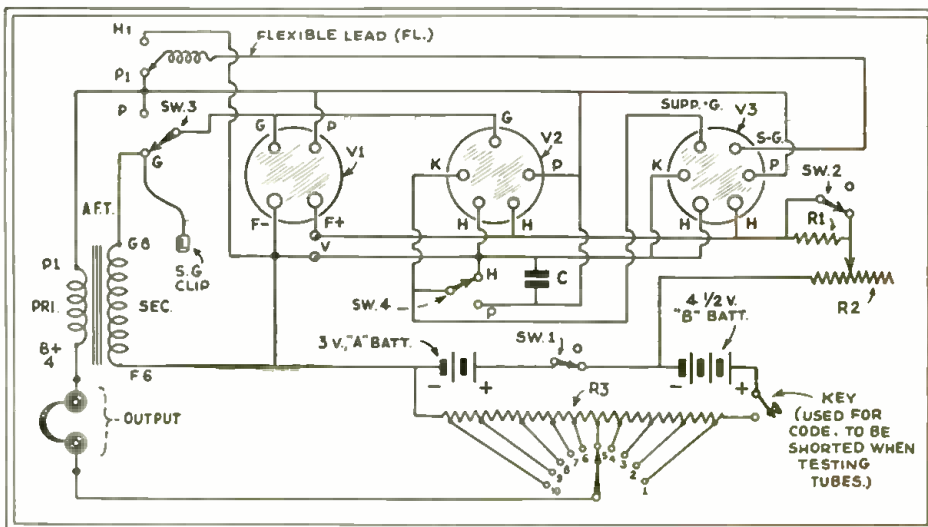 H1
FLEXIBLE LEAD (FL.)
P1
P
SW.3
G
G
P
V1
G
V2
SUPP.-G.
V3
S-G.
K
P
K
P
SW.2
O
R1
F-
F+
H
H
H
H
V
A.F.T.
G8
S.G
CLIP
P1
PRI.
SEC.
B+
4
F6
SW.4
H
P
C
R2
3 V., "A" BATT.
SW.1
O
4 1/2 V.
"B" BATT.
- +
- +
R3
OUTPUT
10
9
8
7
6
5
4
3
2
1
KEY
(USED FOR
CODE. TO BE
SHORTED WHEN
TESTING
TUBES.)